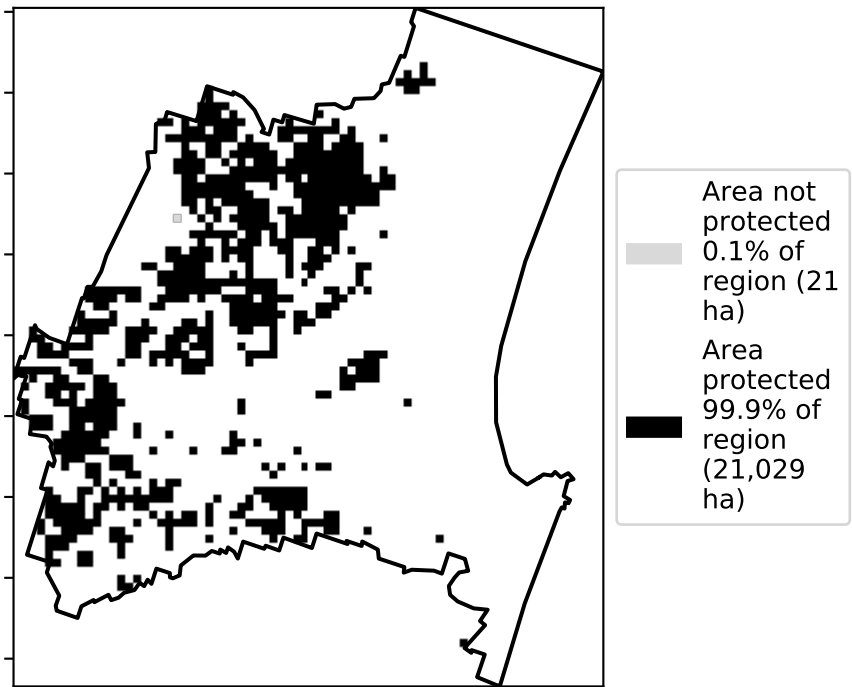 Area not
protected
0.1% of
region (21
ha)
Area
protected
99.9% of
region
(21,029
ha)